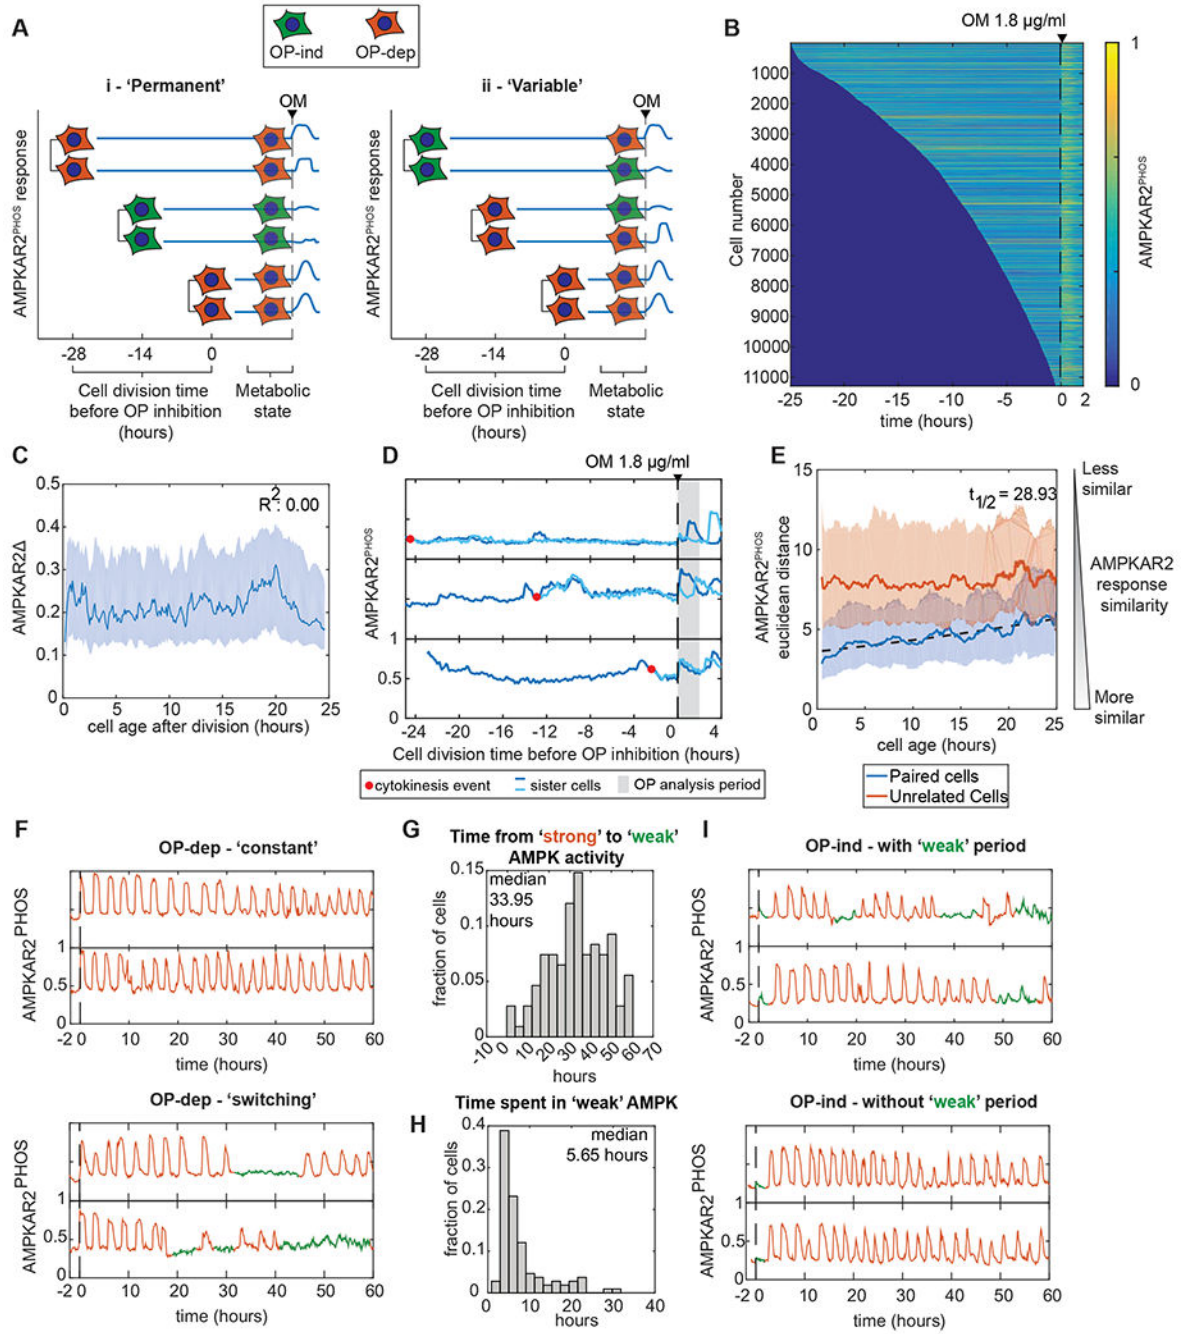 A
OP-ind
OP-dep
i - ‘Permanent’
OM
AMPKAR2PHOS response
-28
-14
0
Cell division time
before OP inhibition
(hours)
Metabolic
state
ii - ‘Variable’
OM
AMPKAR2PHOS response
-28
-14
0
Cell division time
before OP inhibition
(hours)
Metabolic
state
B
OM 1.8 µg/ml
Cell number
1000
2000
3000
4000
5000
6000
7000
8000
9000
10000
11000
-25
-20
-15
-10
-5
0
2
time (hours)
1
0
AMPKAR2PHOS
C
AMPKAR2Δ
0.5
0.4
0.3
0.2
0.1
0
R2: 0.00
0
5
10
15
20
25
cell age after division (hours)
D
OM 1.8 µg/ml
AMPKAR2PHOS
1
0.5
0
-24
-20
-16
-12
-8
-4
0
4
Cell division time before OP inhibition (hours)
cytokinesis event
sister cells
OP analysis period
E
AMPKAR2PHOS
euclidean distance
15
10
5
0
t1/2 = 28.93
5
10
15
20
25
cell age (hours)
Paired cells
Unrelated Cells
Less
similar
AMPKAR2
response
similarity
More
similar
F
OP-dep - ‘constant’
AMPKAR2PHOS
1
0.5
0
-2 0
10
20
30
40
50
60
time (hours)
OP-dep - ‘switching’
AMPKAR2PHOS
1
0.5
0
-2 0
10
20
30
40
50
60
time (hours)
G
Time from ‘strong’ to ‘weak’
AMPK activity
median
33.95
hours
fraction of cells
0.15
0.1
0.05
0
-10
0
10
20
30
40
50
60
70
hours
H
Time spent in ‘weak’ AMPK
median
5.65 hours
fraction of cells
0.4
0.3
0.2
0.1
0
0
10
20
30
40
hours
I
OP-ind - with ‘weak’ period
AMPKAR2PHOS
1
0.5
0
-2 0
10
20
30
40
50
60
time (hours)
OP-ind - without ‘weak’ period
AMPKAR2PHOS
1
0.5
0
-2 0
10
20
30
40
50
60
time (hours)